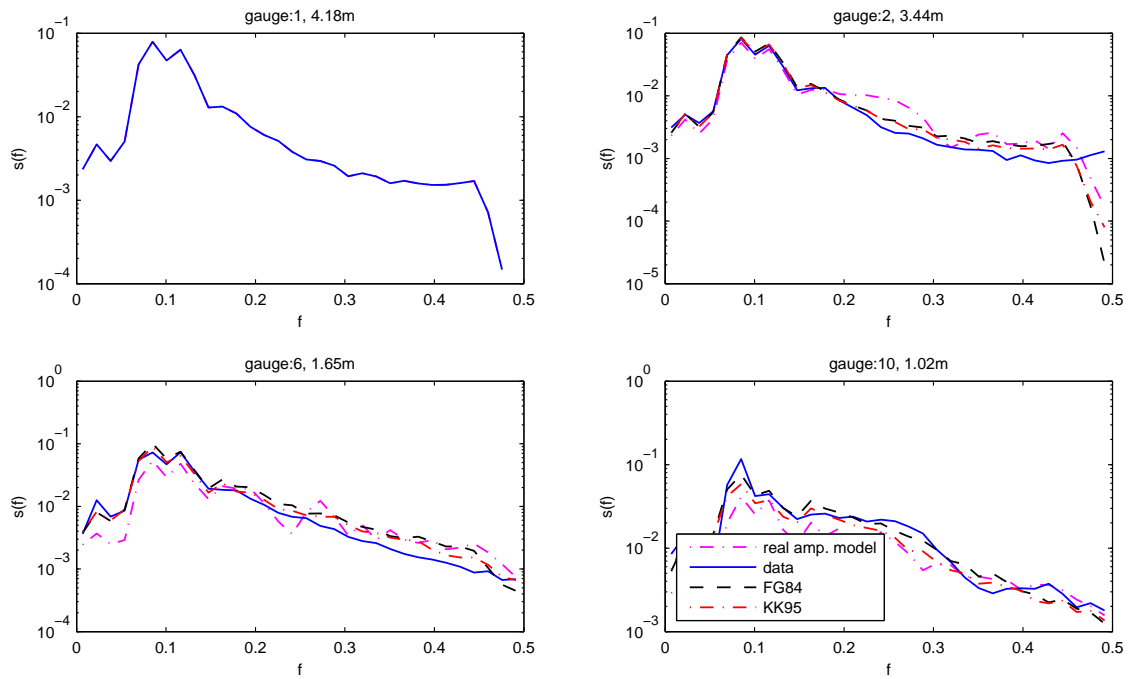 gauge:1, 4.18m
10^−1
10^−2
10^−3
10^−4
s(f)
0 0.1 0.2 0.3 0.4 0.5
f
gauge:2, 3.44m
10^−1
10^−2
10^−3
10^−4
10^−5
s(f)
0 0.1 0.2 0.3 0.4 0.5
f
gauge:6, 1.65m
10^0
10^−1
10^−2
10^−3
10^−4
s(f)
0 0.1 0.2 0.3 0.4 0.5
f
gauge:10, 1.02m
10^0
10^−1
10^−2
10^−3
s(f)
real amp. model
data
FG84
KK95
0 0.1 0.2 0.3 0.4 0.5
f